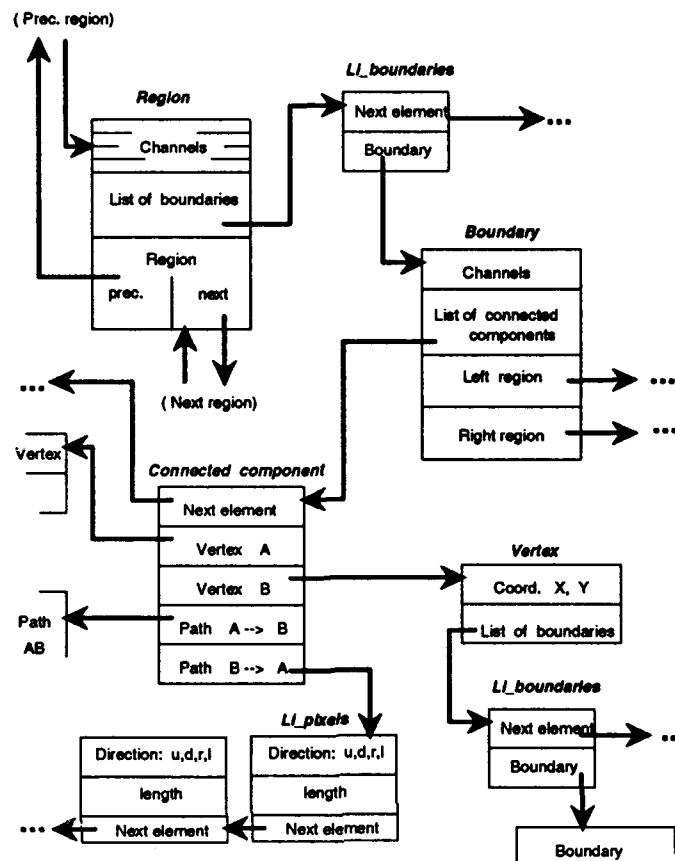 ( Prec. region)
Region
Channels
List of boundaries
Region
prec. next
( Next region)
LI_boundaries
Next element
Boundary
...
Boundary
Channels
List of connected
components
Left region
...
Right region
...
...
Vertex
Path
AB
Connected component
Next element
Vertex A
Vertex B
Path A --> B
Path B --> A
Vertex
Coord. X, Y
List of boundaries
LI_boundaries
Next element
...
Boundary
Boundary
LI_pixels
Direction: u,d,r,l
length
Next element
Direction: u,d,r,l
length
Next element
...